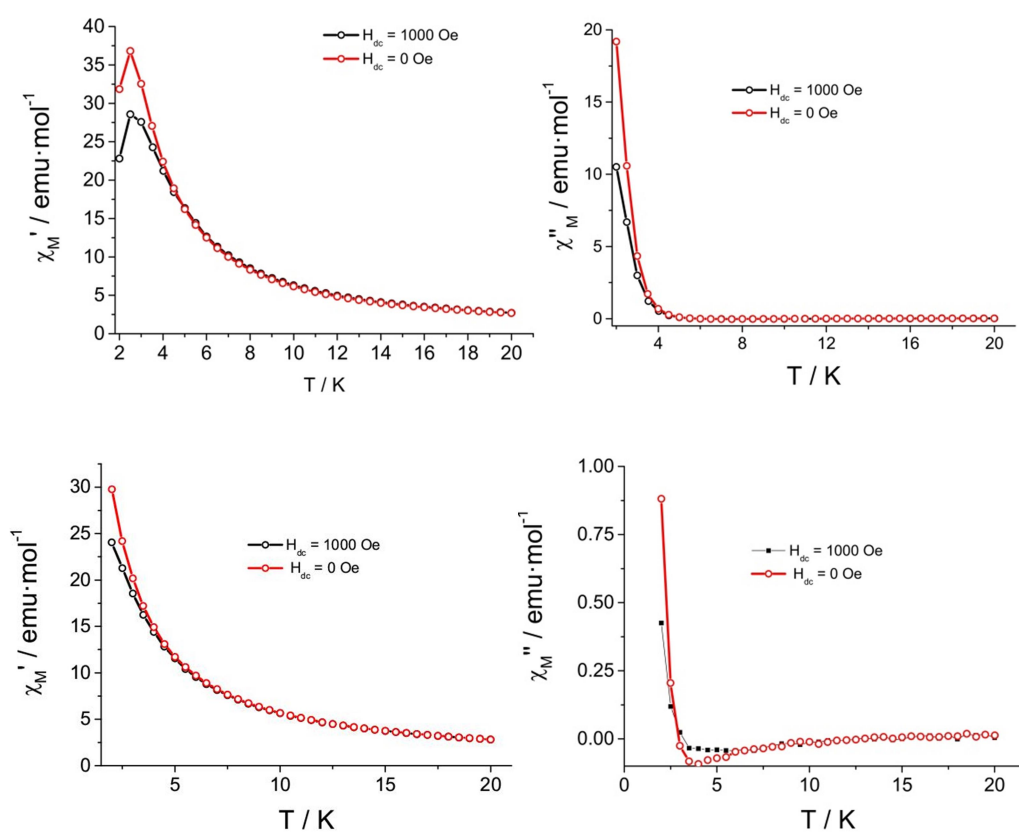 40
35
30
25
20
15
10
5
0
χM' / emu·mol-1
Hdc = 1000 Oe
Hdc = 0 Oe
2 4 6 8 10 12 14 16 18 20
T / K
20
15
10
5
0
χ"M / emu·mol-1
Hdc = 1000 Oe
Hdc = 0 Oe
4 8 12 16 20
T / K
30
25
20
15
10
5
0
χM' / emu·mol-1
Hdc = 1000 Oe
Hdc = 0 Oe
5 10 15 20
T / K
1.00
0.75
0.50
0.25
0.00
χM" / emu·mol-1
Hdc = 1000 Oe
Hdc = 0 Oe
0 5 10 15 20
T / K